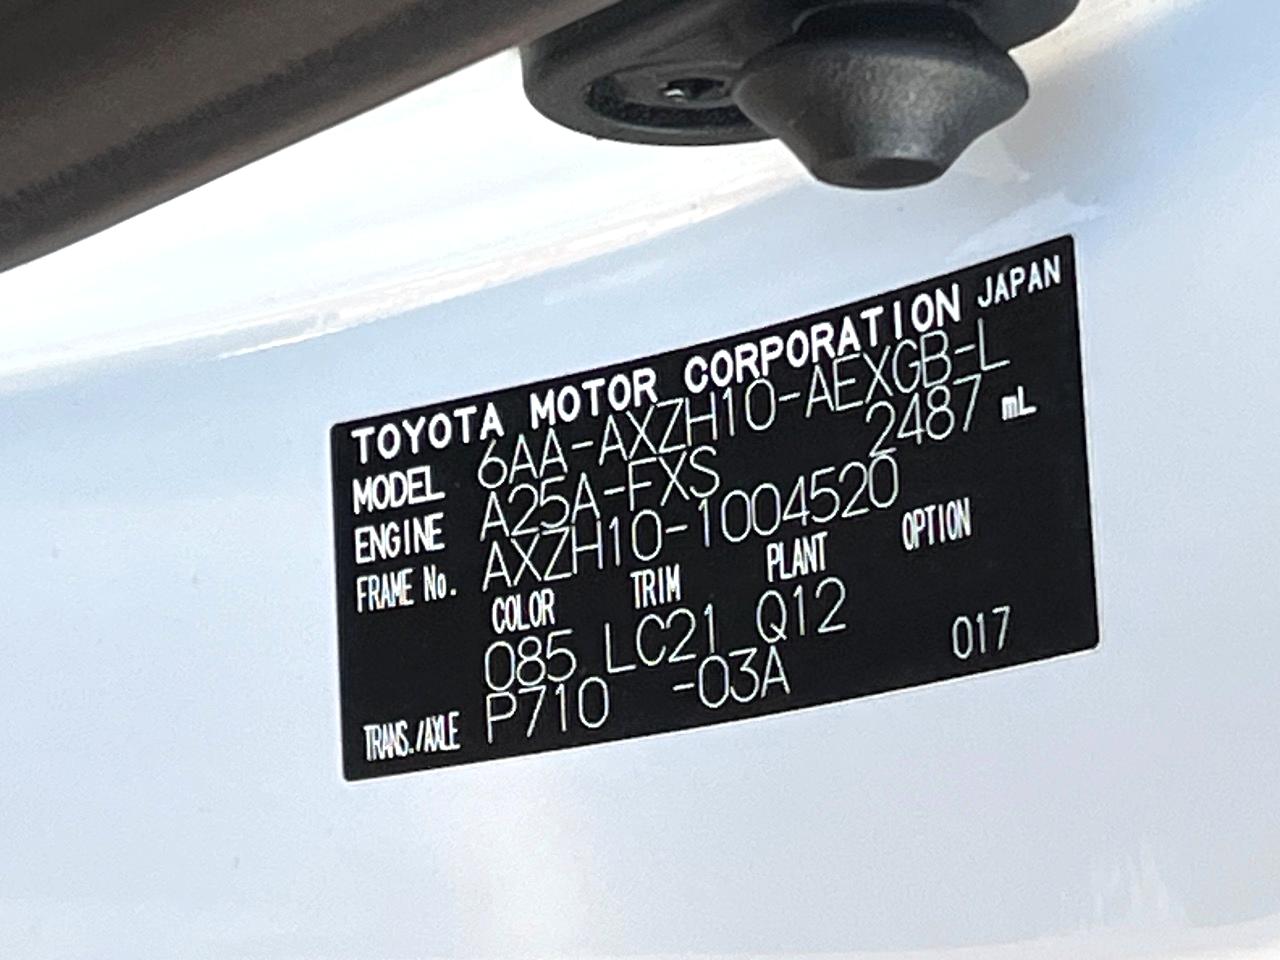 TOYOTA MOTOR CORPORATION JAPAN
MODEL 6AA-AXZH10-AEXGB-L
ENGINE A25A-FXS 2487 mL
FRAME No. AXZH10-1004520
COLOR TRIM PLANT OPTION
085 LC21 Q12
TRANS./AXLE P710 -03A 017